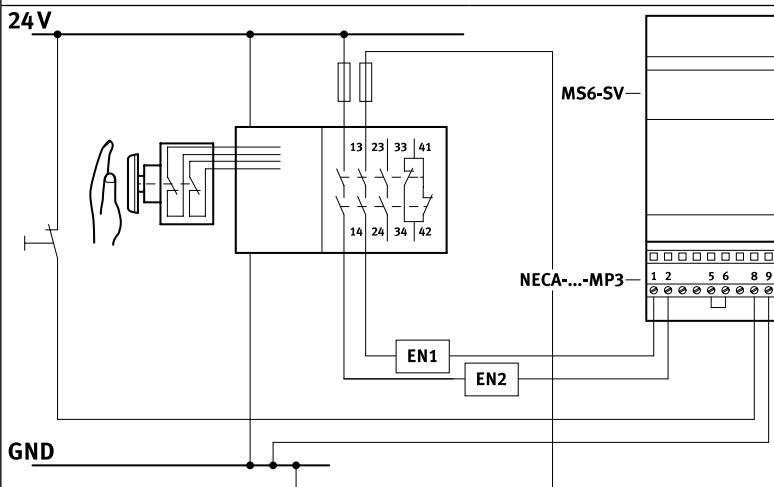 24V
MS6-SV
13 23 33 41
14 24 34 42
NECA-...-MP3
1 2 5 6 8 9
EN1
EN2
GND